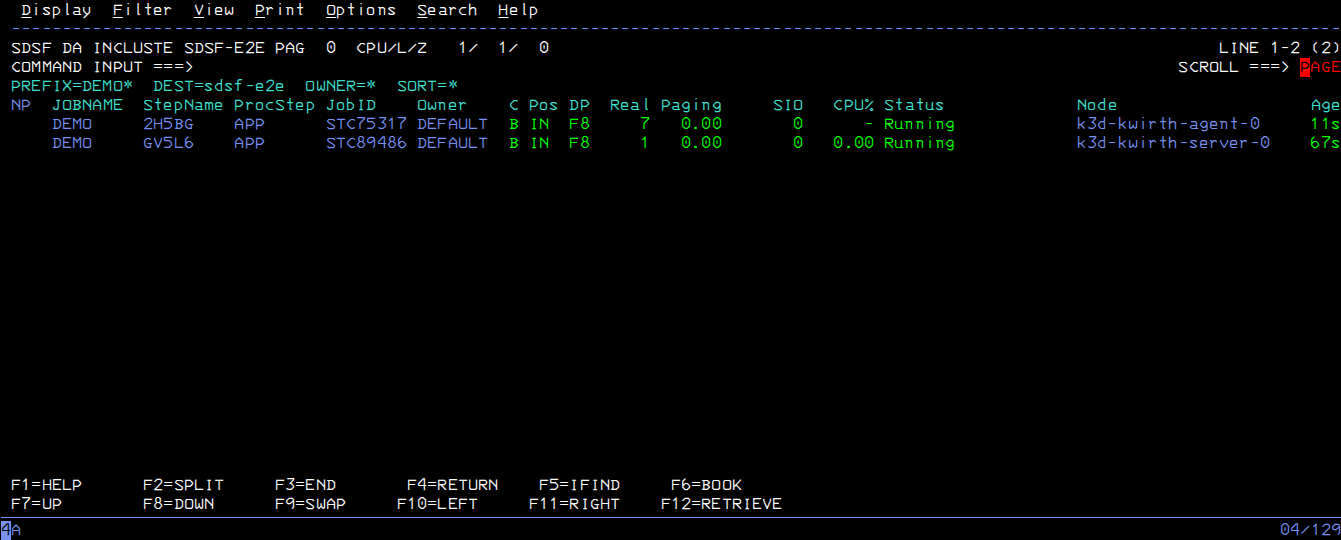 Display Filter View Print Options Search Help
SDSF DA INCLUSTE SDSF-E2E PAG 0 CPU/L/Z 1/ 1/ 0 LINE 1-2 (2)
COMMAND INPUT ===> SCROLL ===> PAGE
PREFIX=DEMO* DEST=sdsf-e2e OWNER=* SORT=*
NP JOBNAME StepName ProcStep JobID Owner C Pos DP Real Paging SIO CPU% Status Node Age
DEMO 2H5BG APP STC75317 DEFAULT B IN F8 7 0.00 0 - Running k3d-kwirth-agent-0 11s
DEMO GV5L6 APP STC89486 DEFAULT B IN F8 1 0.00 0 0.00 Running k3d-kwirth-server-0 67s
F1=HELP F2=SPLIT F3=END F4=RETURN F5=IFIND F6=BOOK
F7=UP F8=DOWN F9=SWAP F10=LEFT F11=RIGHT F12=RETRIEVE
4A 04/129